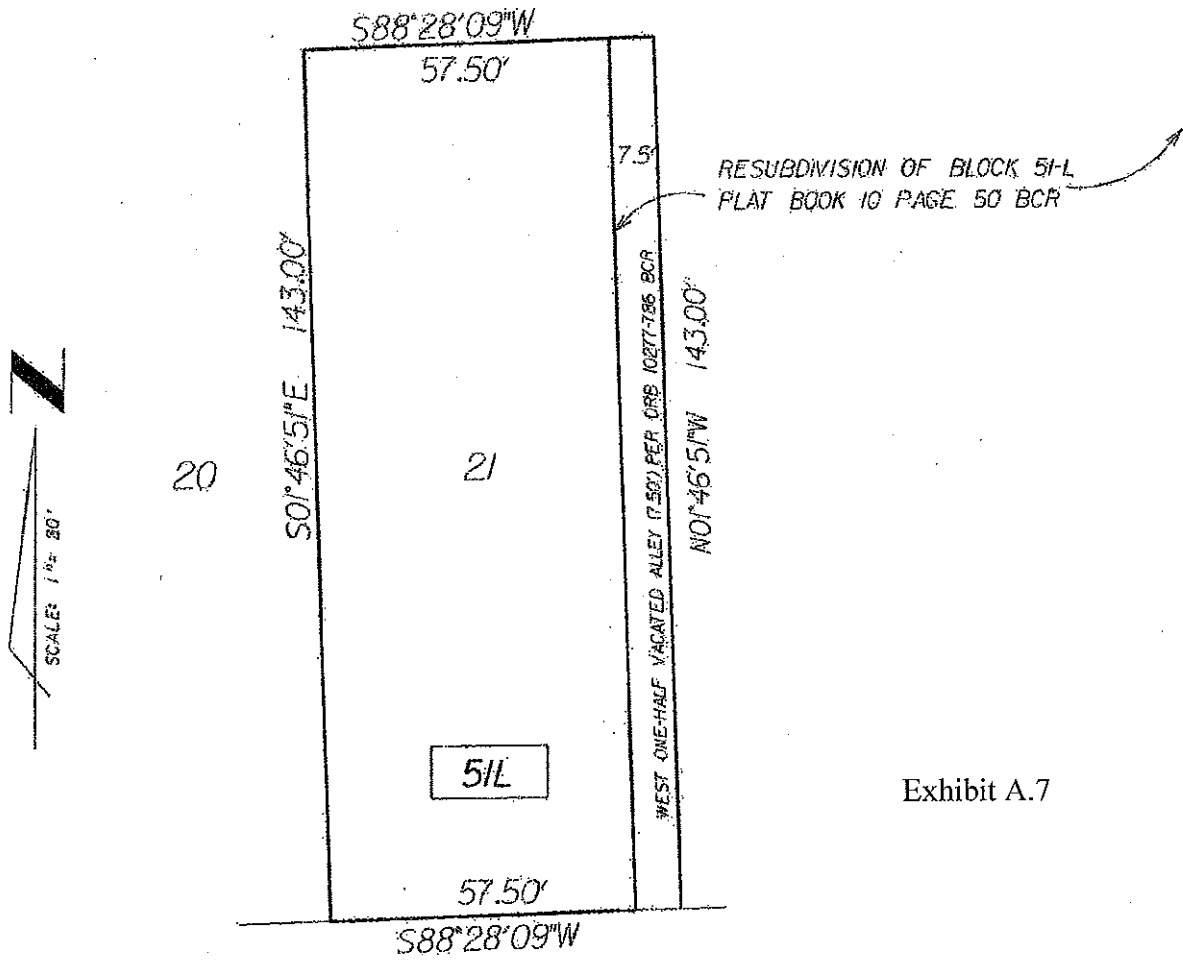 S88°28'09"W
57.50'
7.5'
RESUBDIVISION OF BLOCK 51-L
PLAT BOOK 10 PAGE 50 BCR
S01°46'51"E 143.00'
WEST ONE-HALF VACATED ALLEY (7.50') PER ORB 10277-786 BCR
N01°46'51"W 143.00'
N
SCALE: 1"= 20'
20
21
51L
Exhibit A.7
57.50'
S88°28'09"W